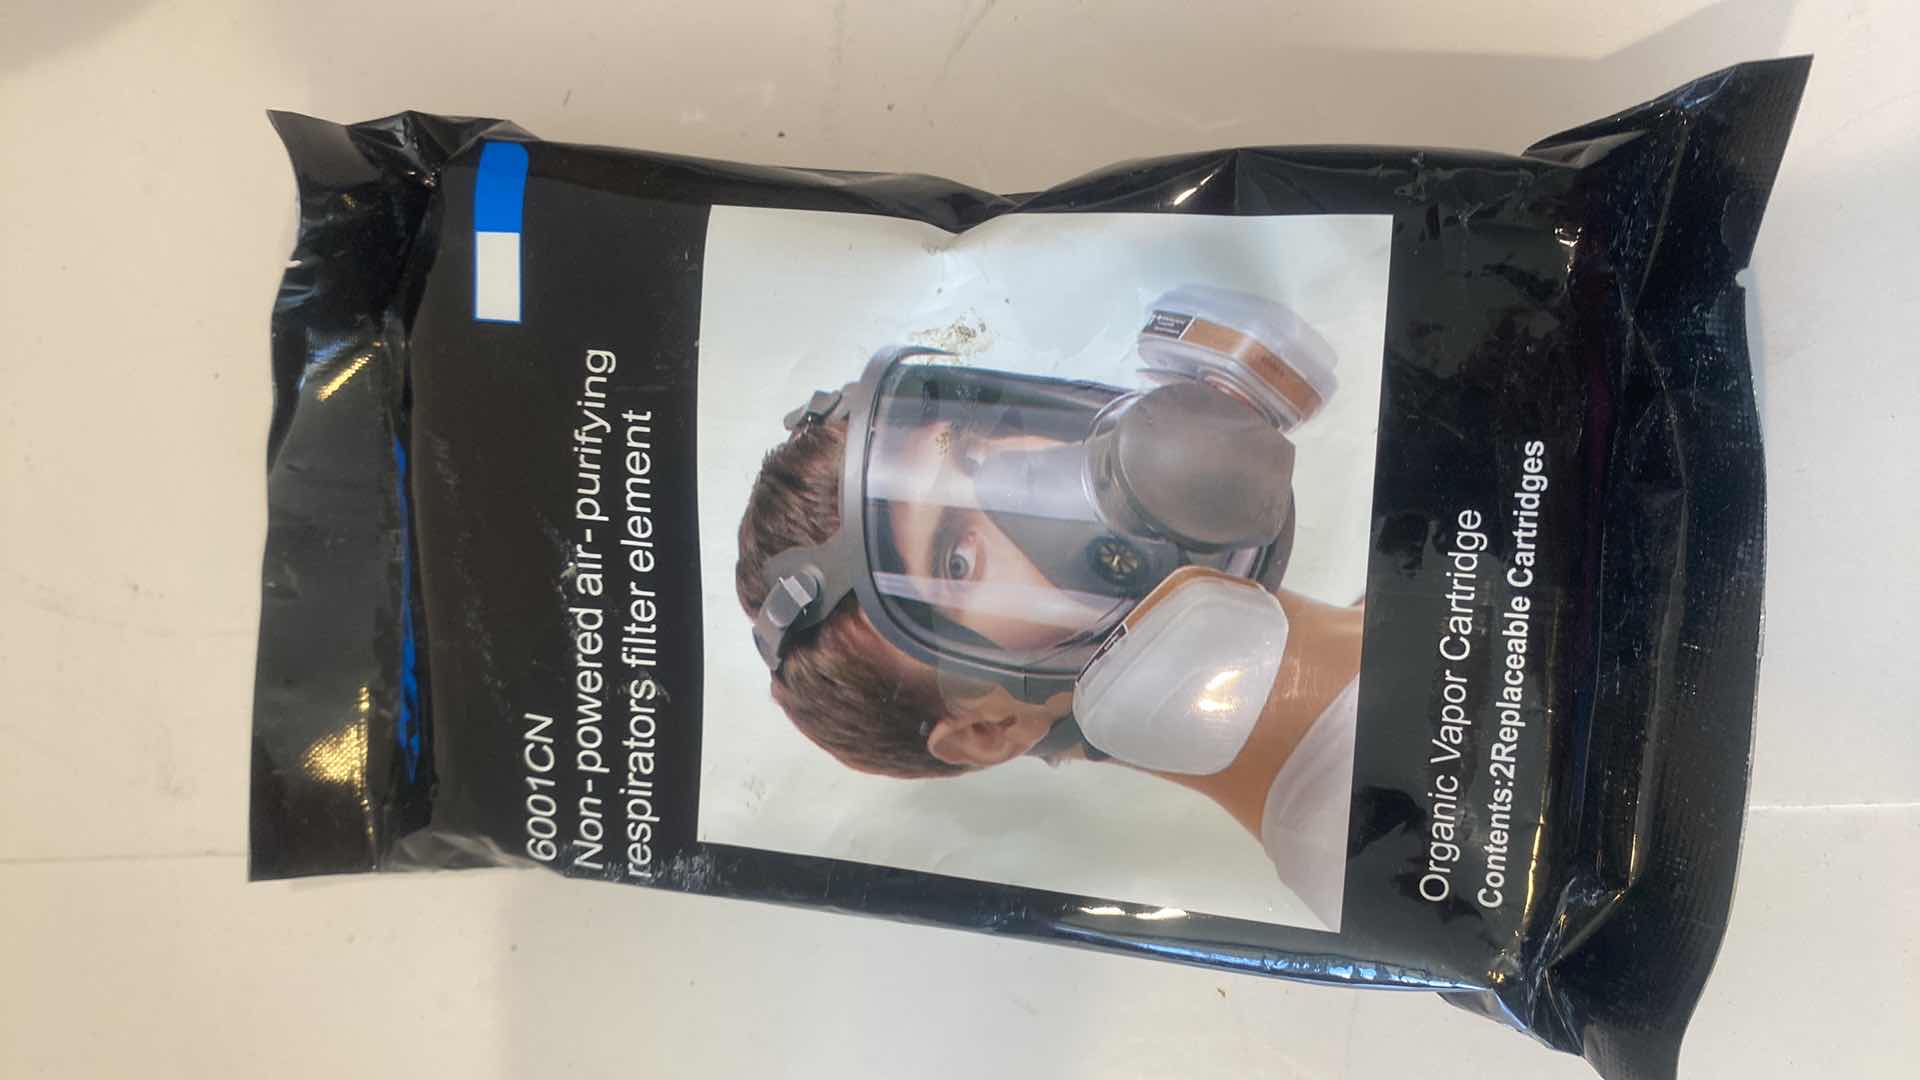 6001CN
Non-powered air-purifying
respirators filter element
Organic Vapor Cartridge
Contents:2Replaceable Cartridges